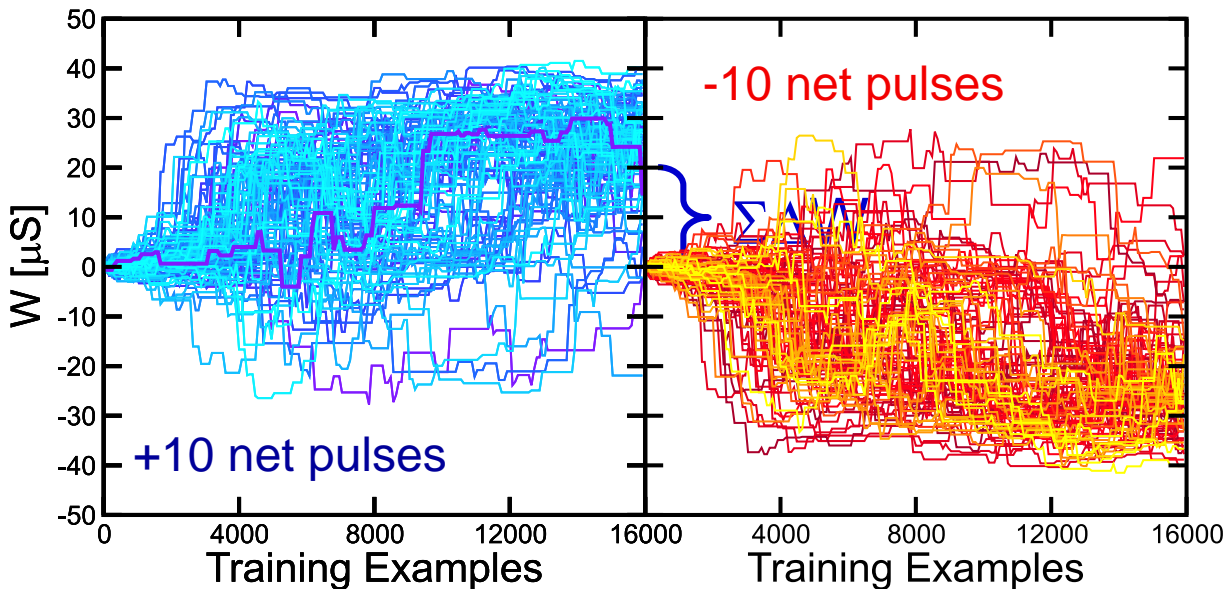 50
40
30
20
10
0
-10
-20
-30
-40
-50
W [µS]
+10 net pulses
-10 net pulses
ΣΔW
0 4000 8000 12000 16000 4000 8000 12000 16000
Training Examples Training Examples